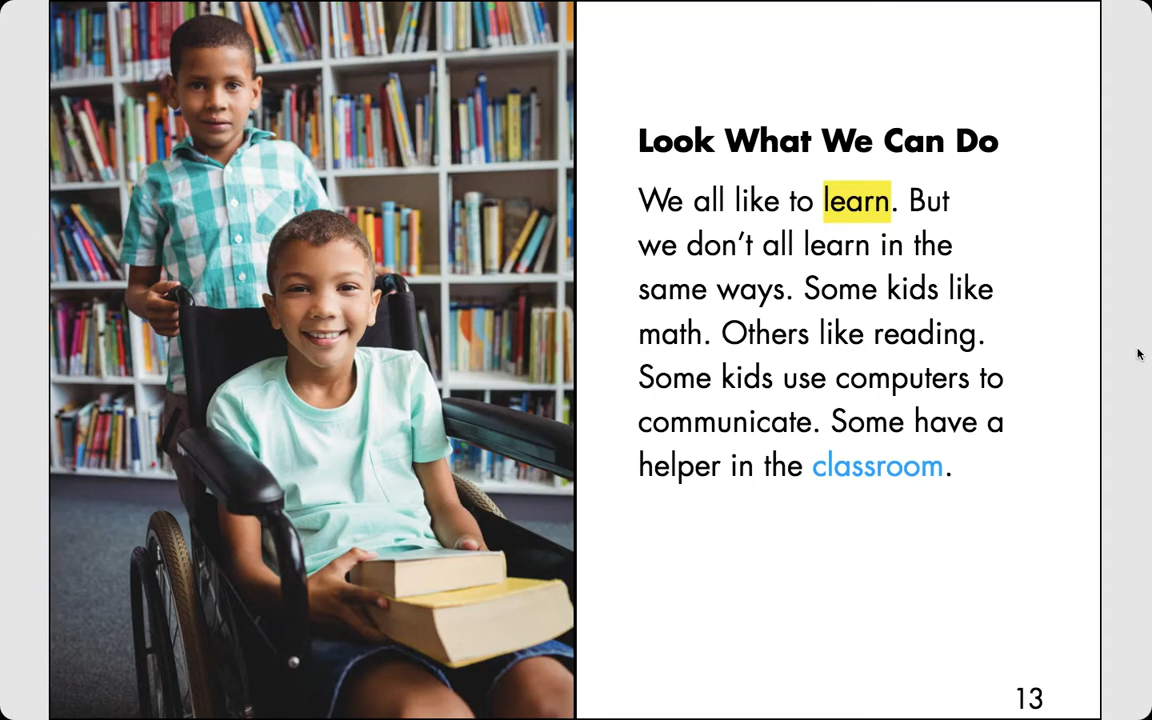 Look What We Can Do
We all like to learn. But
we don’t all learn in the
same ways. Some kids like
math. Others like reading.
Some kids use computers to
communicate. Some have a
helper in the classroom.
13